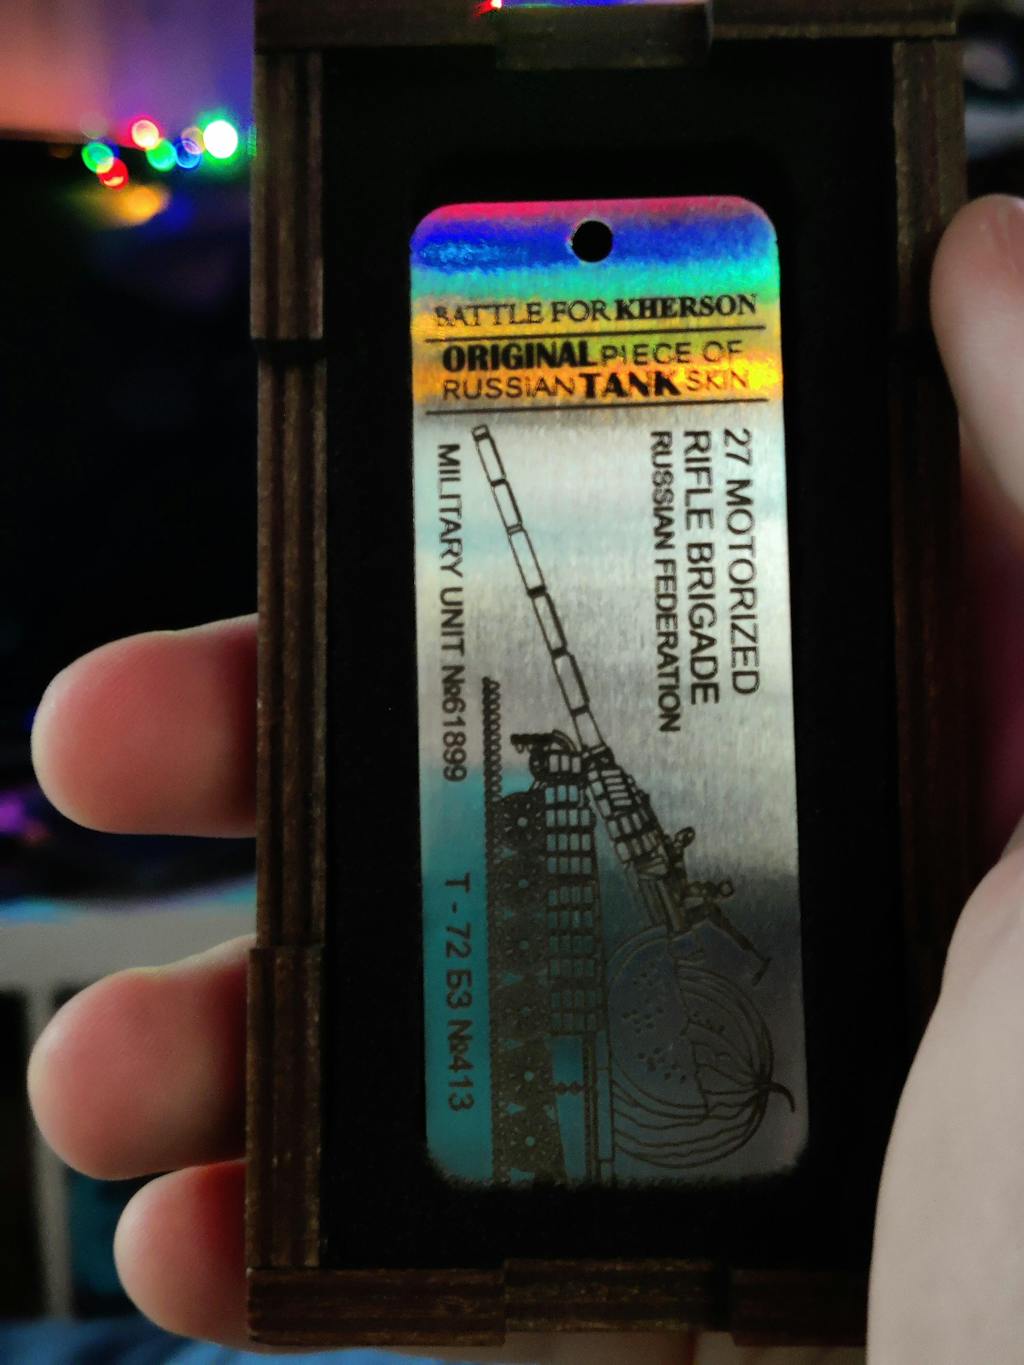 BATTLE FOR KHERSON
ORIGINAL PIECE OF
RUSSIAN TANK SKIN
27 MOTORIZED
RIFLE BRIGADE
RUSSIAN FEDERATION
MILITARY UNIT №61899
T - 72 Б3 №413